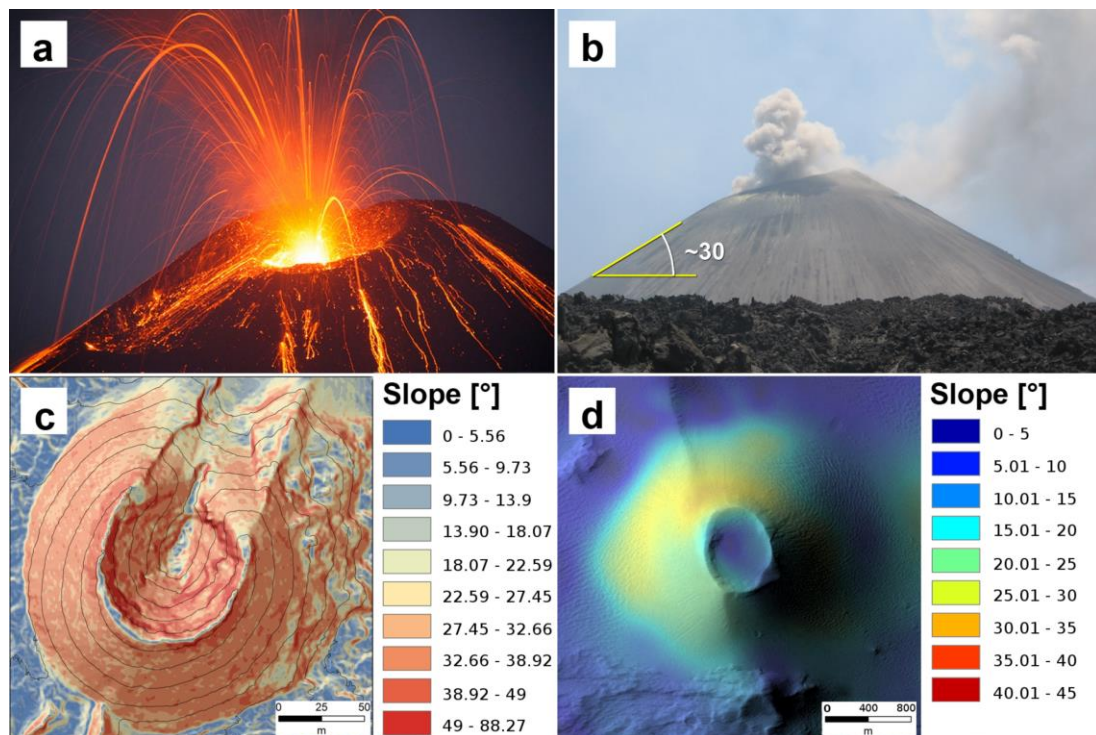 a
b
~30
c
Slope [°]
0 - 5.56
5.56 - 9.73
9.73 - 13.9
13.90 - 18.07
18.07 - 22.59
22.59 - 27.45
27.45 - 32.66
32.66 - 38.92
38.92 - 49
49 - 88.27
0 25 50
m
d
Slope [°]
0 - 5
5.01 - 10
10.01 - 15
15.01 - 20
20.01 - 25
25.01 - 30
30.01 - 35
35.01 - 40
40.01 - 45
0 400 800
m